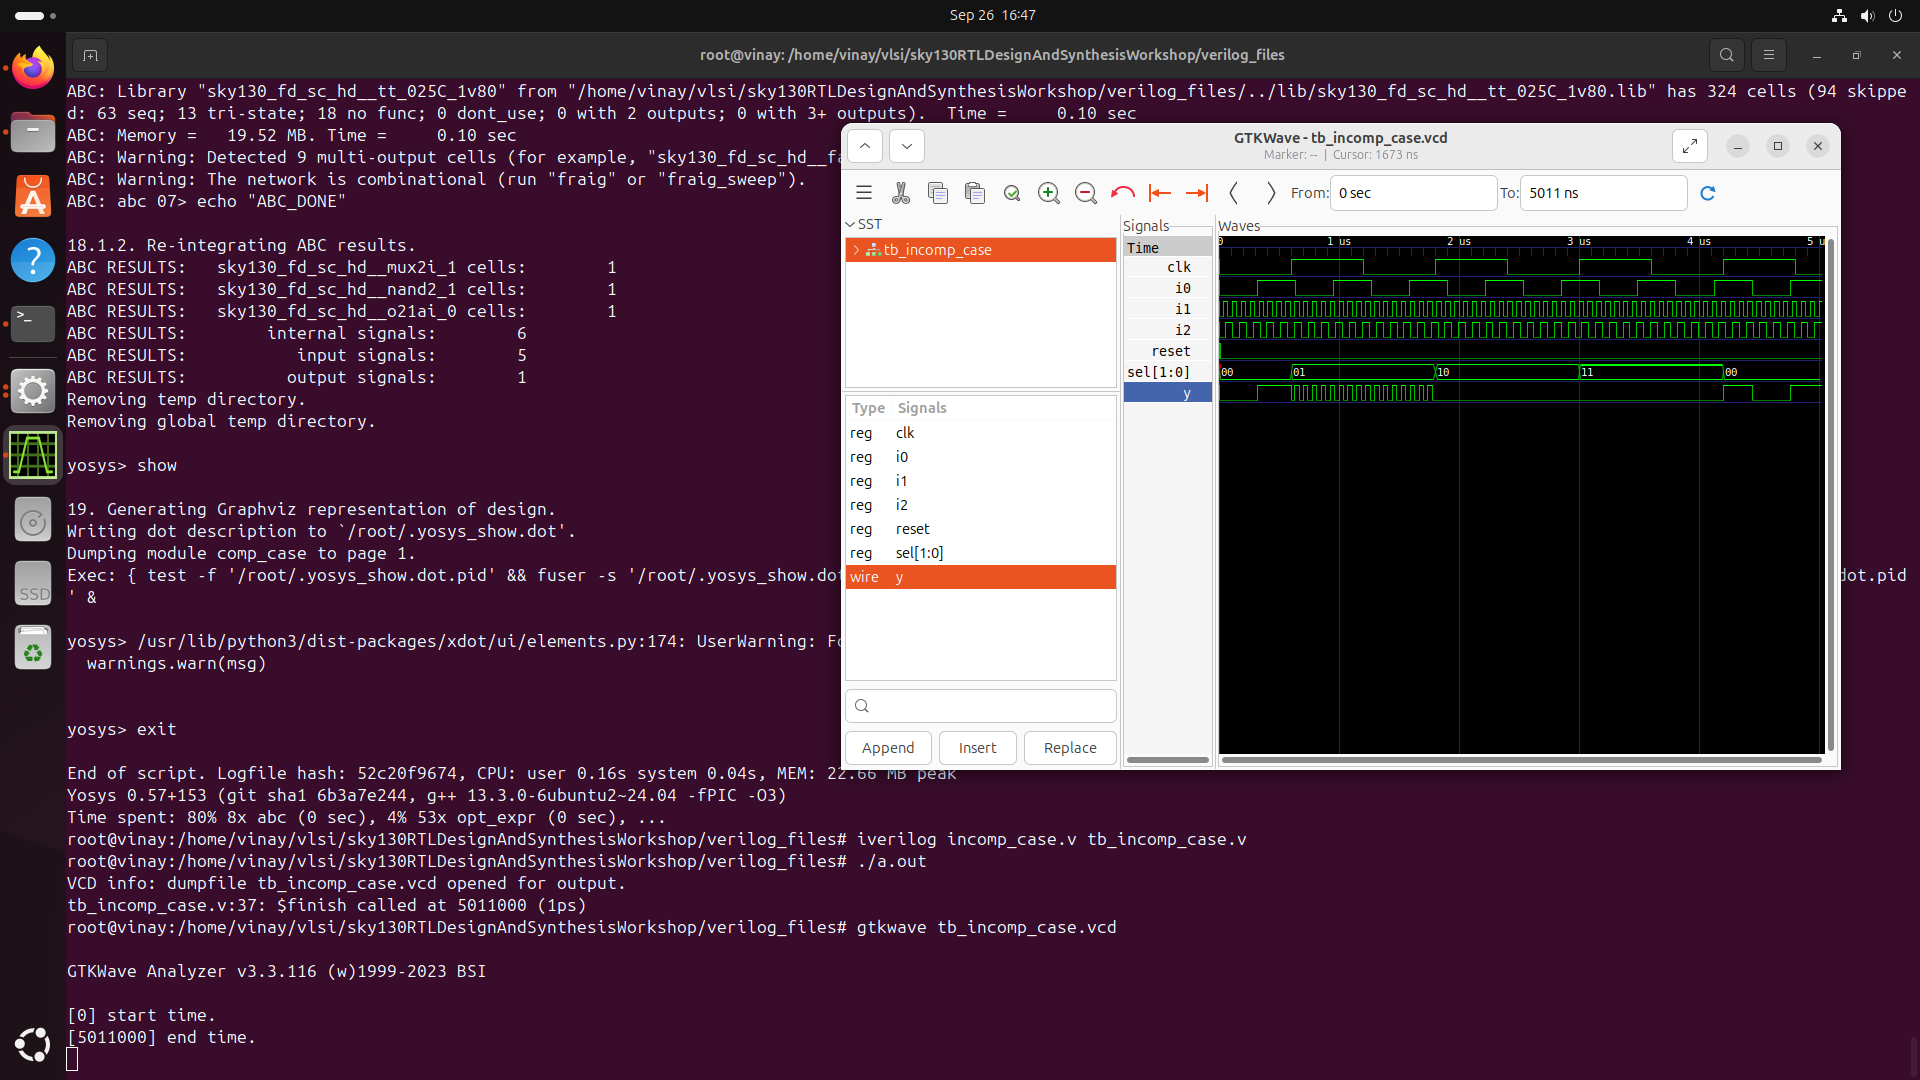 Sep 26 16:47
root@vinay: /home/vinay/vlsi/sky130RTLDesignAndSynthesisWorkshop/verilog_files
ABC: Library "sky130_fd_sc_hd__tt_025C_1v80" from "/home/vinay/vlsi/sky130RTLDesignAndSynthesisWorkshop/verilog_files/../lib/sky130_fd_sc_hd__tt_025C_1v80.lib" has 324 cells (94 skippe
d: 63 seq; 13 tri-state; 18 no func; 0 dont_use; 0 with 2 outputs; 0 with 3+ outputs). Time = 0.10 sec
ABC: Memory = 19.52 MB. Time = 0.10 sec
ABC: Warning: Detected 9 multi-output cells (for example, "sky130_fd_sc_hd__fa
ABC: Warning: The network is combinational (run "fraig" or "fraig_sweep").
ABC: abc 07> echo "ABC_DONE"
18.1.2. Re-integrating ABC results.
ABC RESULTS: sky130_fd_sc_hd__mux2i_1 cells: 1
ABC RESULTS: sky130_fd_sc_hd__nand2_1 cells: 1
ABC RESULTS: sky130_fd_sc_hd__o21ai_0 cells: 1
ABC RESULTS: internal signals: 6
ABC RESULTS: input signals: 5
ABC RESULTS: output signals: 1
Removing temp directory.
Removing global temp directory.
yosys> show
19. Generating Graphviz representation of design.
Writing dot description to `/root/.yosys_show.dot'.
Dumping module comp_case to page 1.
Exec: { test -f '/root/.yosys_show.dot.pid' && fuser -s '/root/.yosys_show.dot
dot.pid
' &
yosys> /usr/lib/python3/dist-packages/xdot/ui/elements.py:174: UserWarning: Fo
warnings.warn(msg)
yosys> exit
End of script. Logfile hash: 52c20f9674, CPU: user 0.16s system 0.04s, MEM: 22.66 MB peak
Yosys 0.57+153 (git sha1 6b3a7e244, g++ 13.3.0-6ubuntu2~24.04 -fPIC -O3)
Time spent: 80% 8x abc (0 sec), 4% 53x opt_expr (0 sec), ...
root@vinay:/home/vinay/vlsi/sky130RTLDesignAndSynthesisWorkshop/verilog_files# iverilog incomp_case.v tb_incomp_case.v
root@vinay:/home/vinay/vlsi/sky130RTLDesignAndSynthesisWorkshop/verilog_files# ./a.out
VCD info: dumpfile tb_incomp_case.vcd opened for output.
tb_incomp_case.v:37: $finish called at 5011000 (1ps)
root@vinay:/home/vinay/vlsi/sky130RTLDesignAndSynthesisWorkshop/verilog_files# gtkwave tb_incomp_case.vcd
GTKWave Analyzer v3.3.116 (w)1999-2023 BSI
[0] start time.
[5011000] end time.
GTKWave - tb_incomp_case.vcd
Marker: -- | Cursor: 1673 ns
From: 0 sec To: 5011 ns
SST
tb_incomp_case
Type Signals
reg clk
reg i0
reg i1
reg i2
reg reset
reg sel[1:0]
wire y
Append Insert Replace
Signals
Time
clk
i0
i1
i2
reset
sel[1:0]
y
Waves
0 1 us 2 us 3 us 4 us 5 us
00 01 10 11 00
SSD